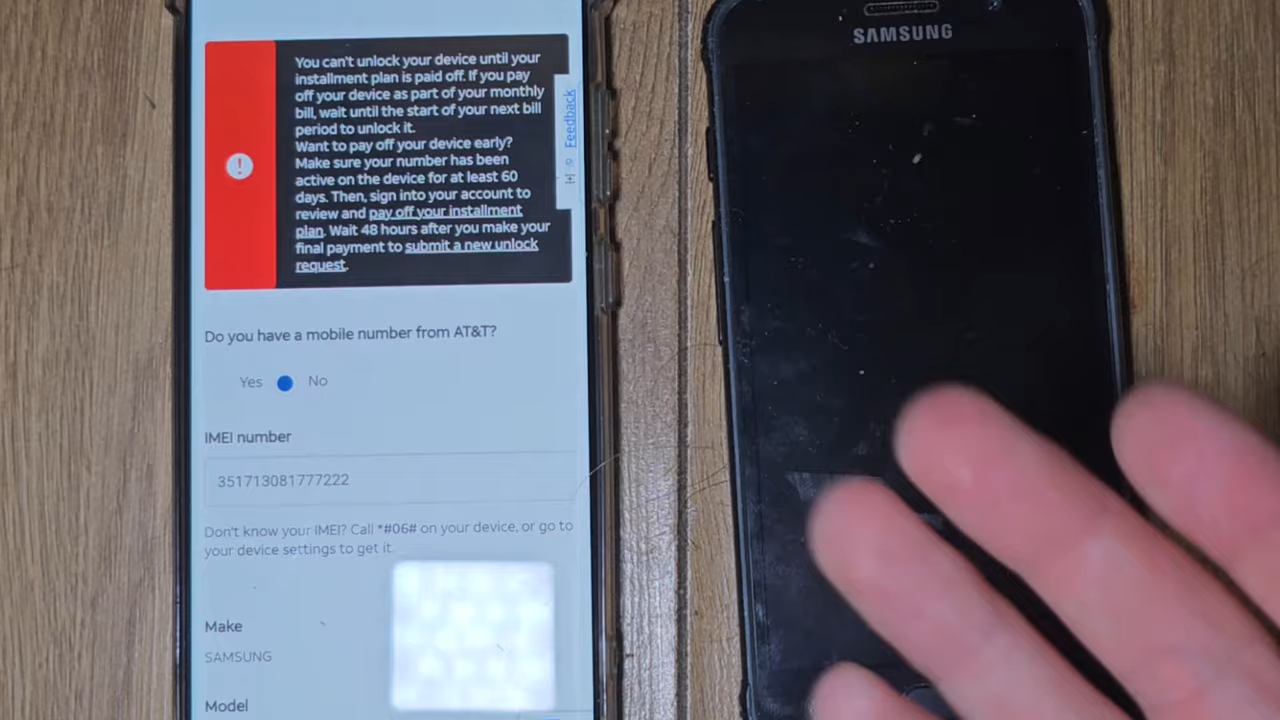 You can't unlock your device until your
installment plan is paid off. If you pay
off your device as part of your monthly
bill, wait until the start of your next bill
period to unlock it.
Want to pay off your device early?
Make sure your number has been
active on the device for at least 60
days. Then, sign into your account to
review and pay off your installment
plan. Wait 48 hours after you make your
final payment to submit a new unlock
request.
Feedback
Do you have a mobile number from AT&T?
Yes No
IMEI number
351713081777222
Don't know your IMEI? Call *#06# on your device, or go to
your device settings to get it.
Make
SAMSUNG
Model
SAMSUNG